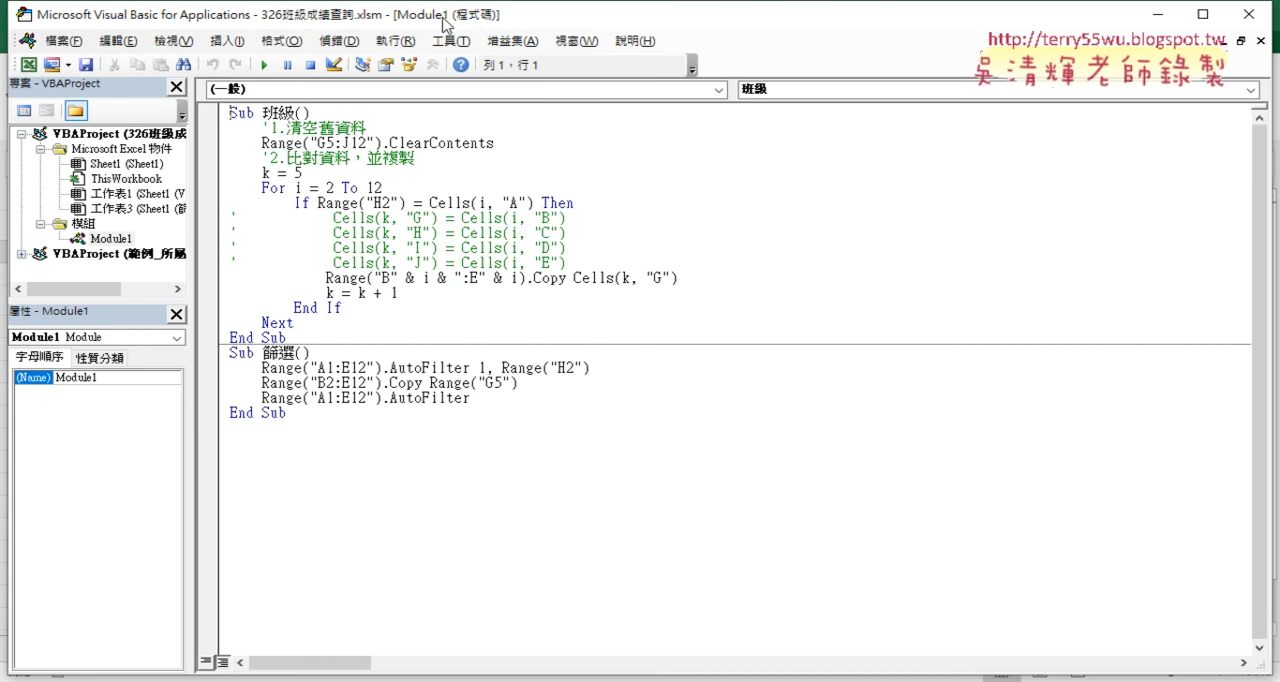 Microsoft Visual Basic for Applications - 326班級成績查詢.xlsm - [Module1 (程式碼)]
檔案(F) 編輯(E) 檢視(V) 插入(I) 格式(O) 偵錯(D) 執行(R) 工具(T) 增益集(A) 視窗(W) 說明(H)
http://terry55wu.blogspot.tw
吳清輝老師錄製
列 1，行 1
專案 - VBAProject
(一般)
班級
VBAProject (326班級成
Microsoft Excel 物件
Sheet1 (Sheet1)
ThisWorkbook
工作表1 (Sheet1 (V
工作表3 (Sheet1 (篩
模組
Module1
VBAProject (範例_所屬
屬性 - Module1
Module1 Module
字母順序 性質分類
(Name) Module1
Sub 班級()
'1.清空舊資料
Range("G5:J12").ClearContents
'2.比對資料，並複製
k = 5
For i = 2 To 12
If Range("H2") = Cells(i, "A") Then
' Cells(k, "G") = Cells(i, "B")
' Cells(k, "H") = Cells(i, "C")
' Cells(k, "I") = Cells(i, "D")
' Cells(k, "J") = Cells(i, "E")
Range("B" & i & ":E" & i).Copy Cells(k, "G")
k = k + 1
End If
Next
End Sub
Sub 篩選()
Range("A1:E12").AutoFilter 1, Range("H2")
Range("B2:E12").Copy Range("G5")
Range("A1:E12").AutoFilter
End Sub